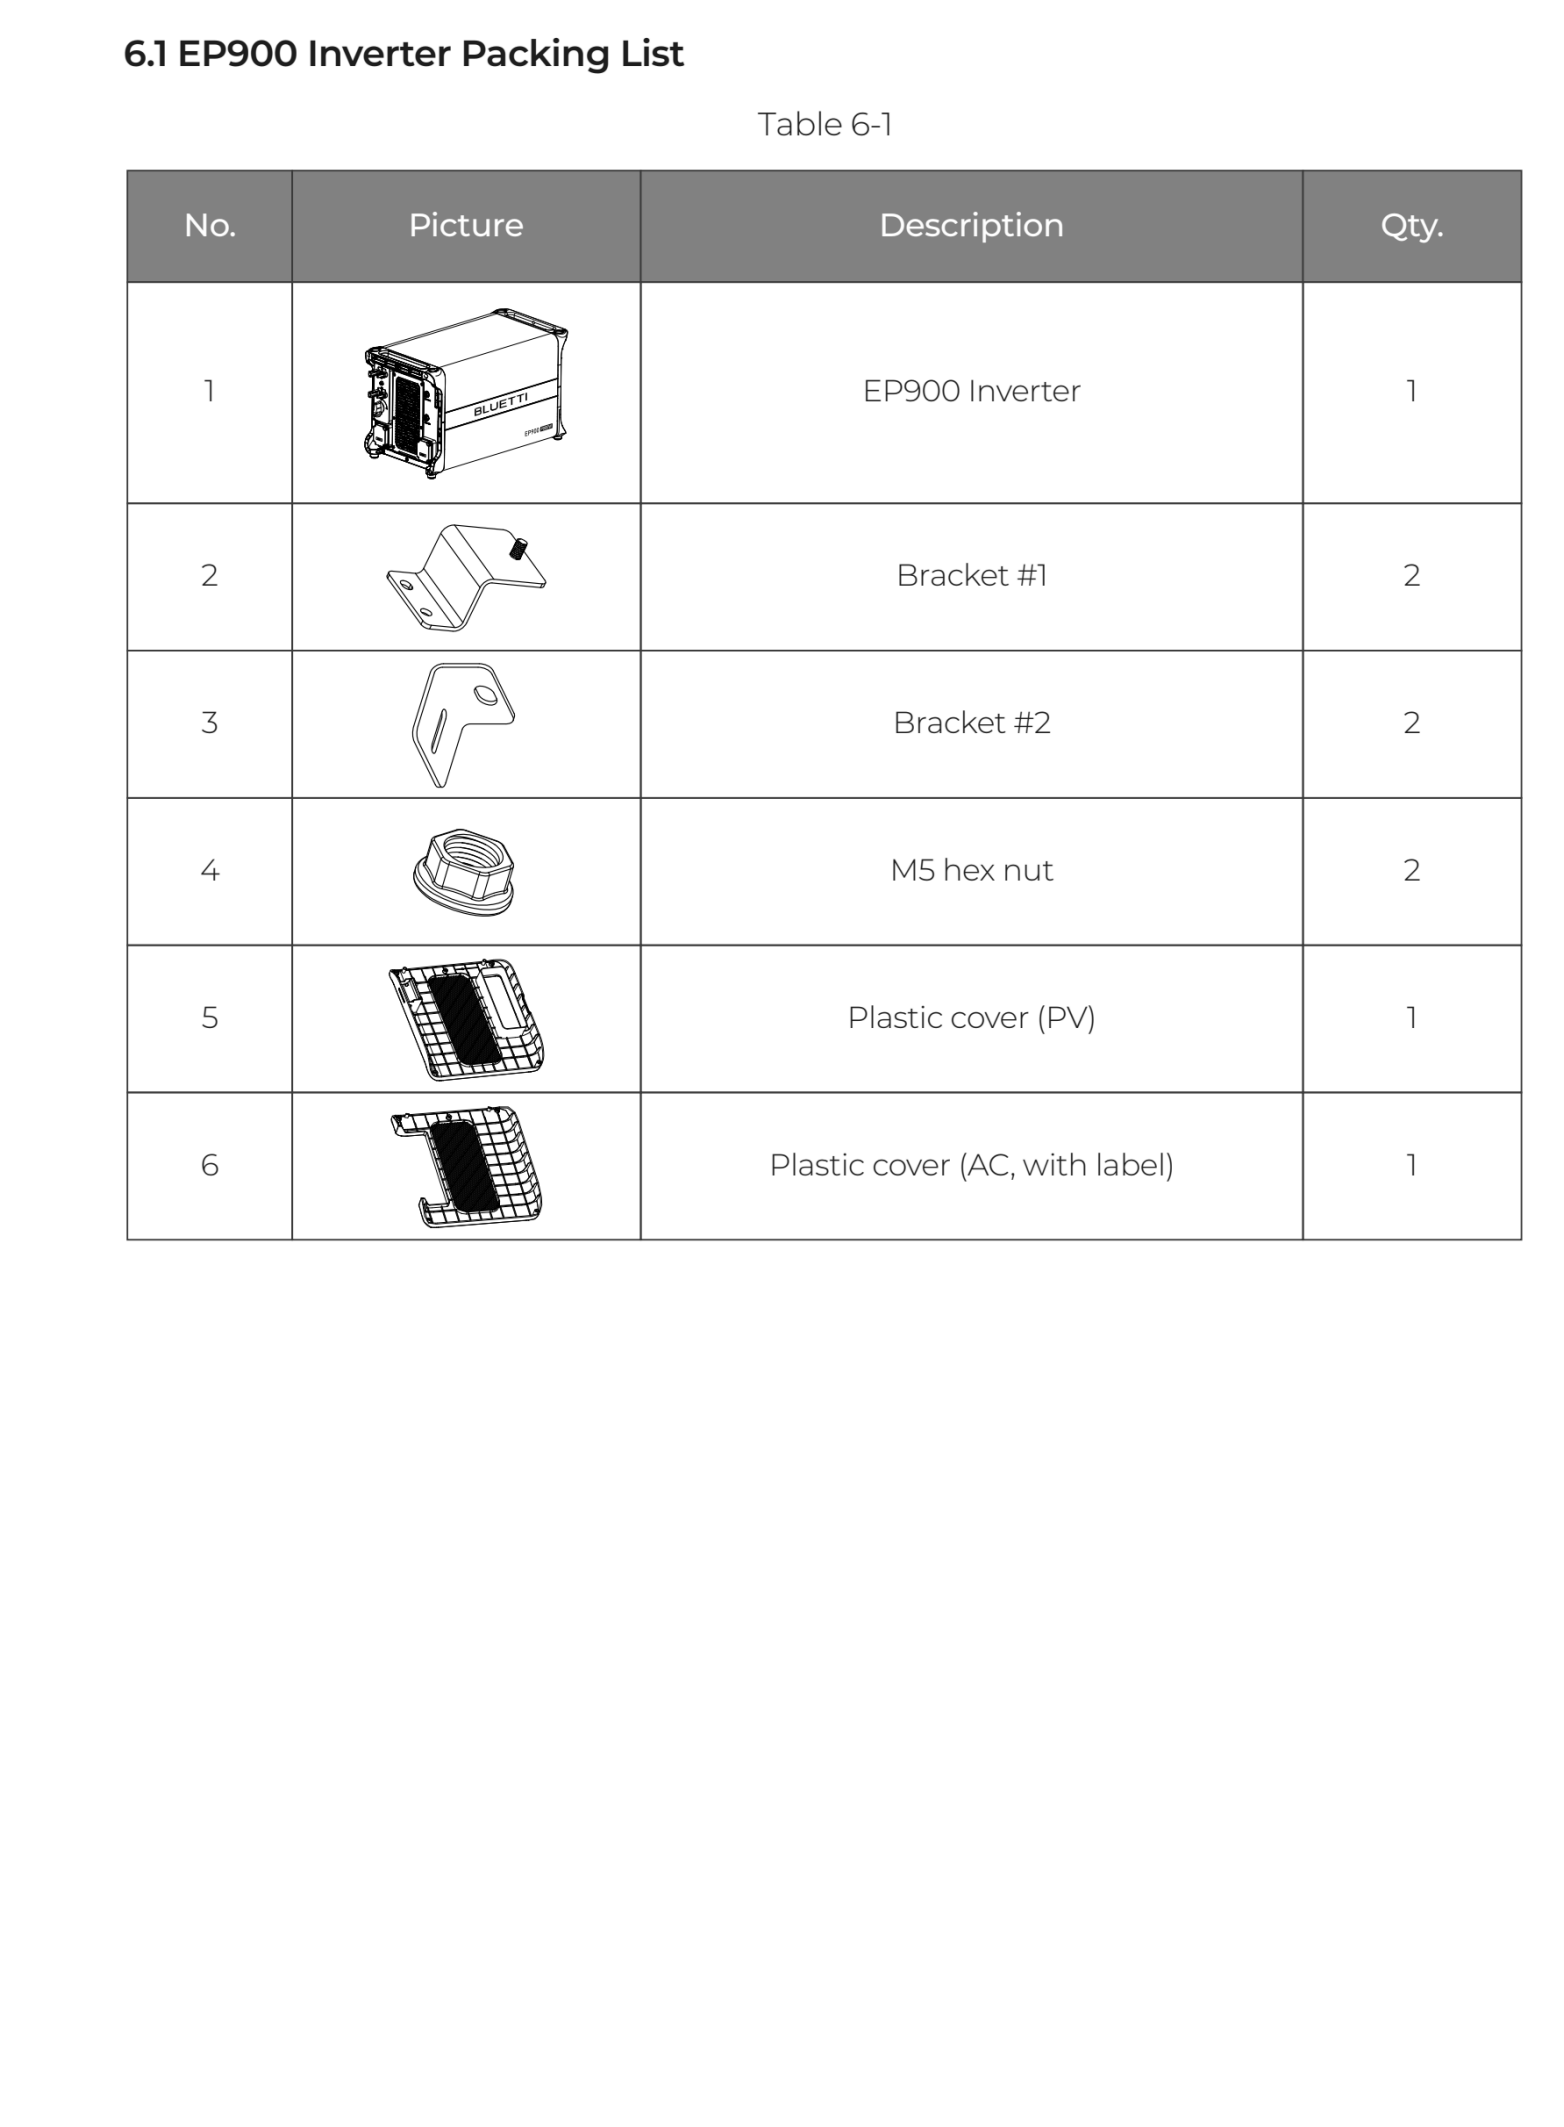 6.1 EP900 Inverter Packing List
Table 6-1
No. Picture Description Qty.
1 BLUETTI EP900 EP900 Inverter 1
2 Bracket #1 2
3 Bracket #2 2
4 M5 hex nut 2
5 Plastic cover (PV) 1
6 Plastic cover (AC, with label) 1